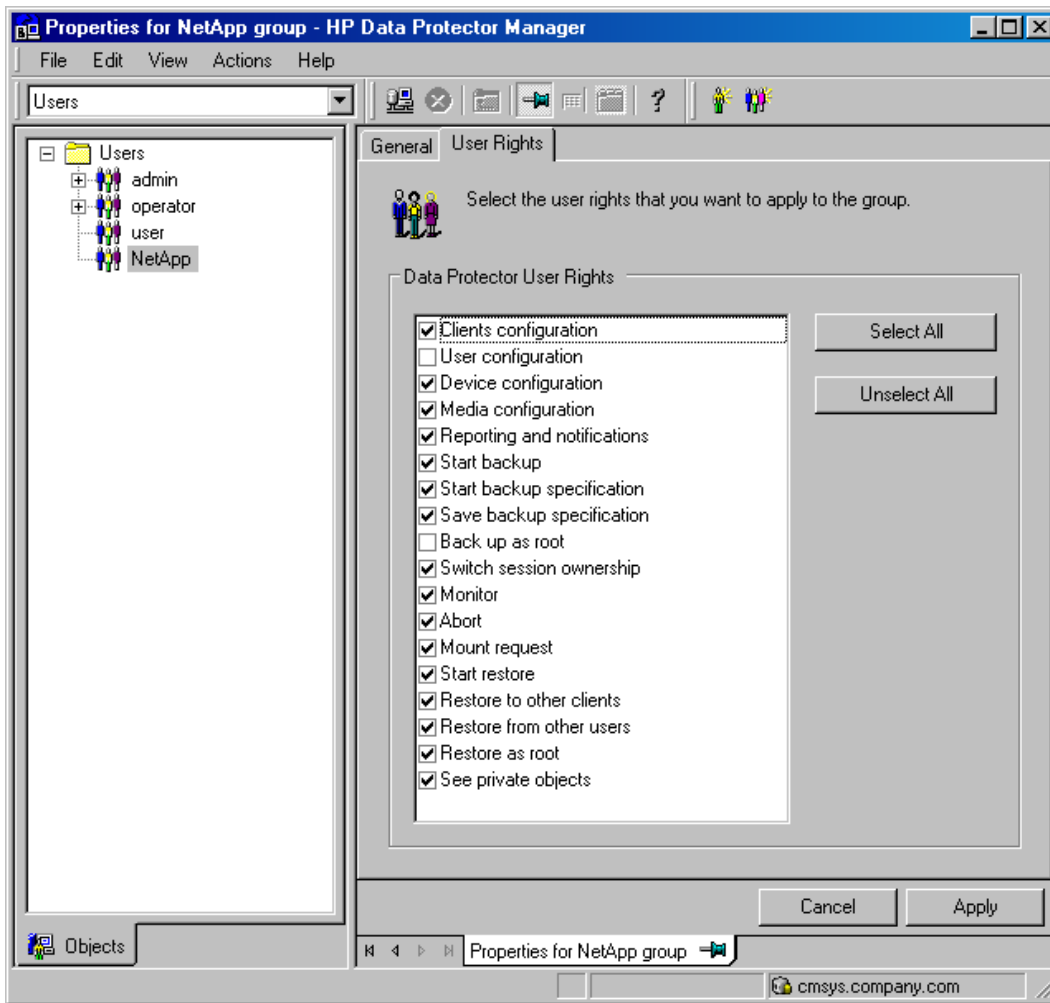 Properties for NetApp group - HP Data Protector Manager
File Edit View Actions Help
Users
Users
admin
operator
user
NetApp
Objects
General User Rights
Select the user rights that you want to apply to the group.
Data Protector User Rights
Clients configuration
User configuration
Device configuration
Media configuration
Reporting and notifications
Start backup
Start backup specification
Save backup specification
Back up as root
Switch session ownership
Monitor
Abort
Mount request
Start restore
Restore to other clients
Restore from other users
Restore as root
See private objects
Select All
Unselect All
Cancel Apply
Properties for NetApp group
cmsys.company.com